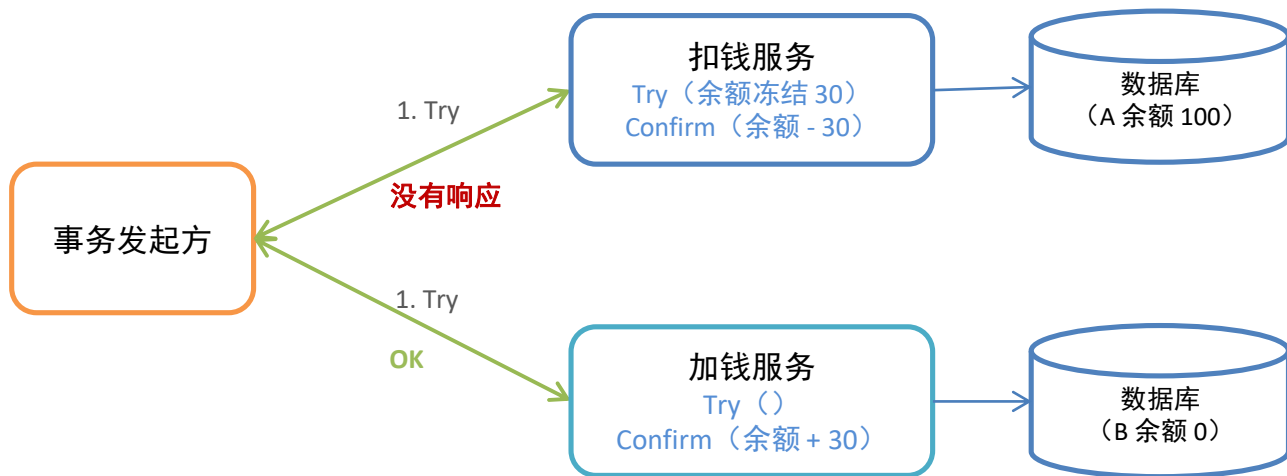 事务发起方
1. Try
没有响应
1. Try
OK
扣钱服务
Try（余额冻结 30）
Confirm（余额 - 30）
数据库
（A 余额 100）
加钱服务
Try（）
Confirm（余额 + 30）
数据库
（B 余额 0）